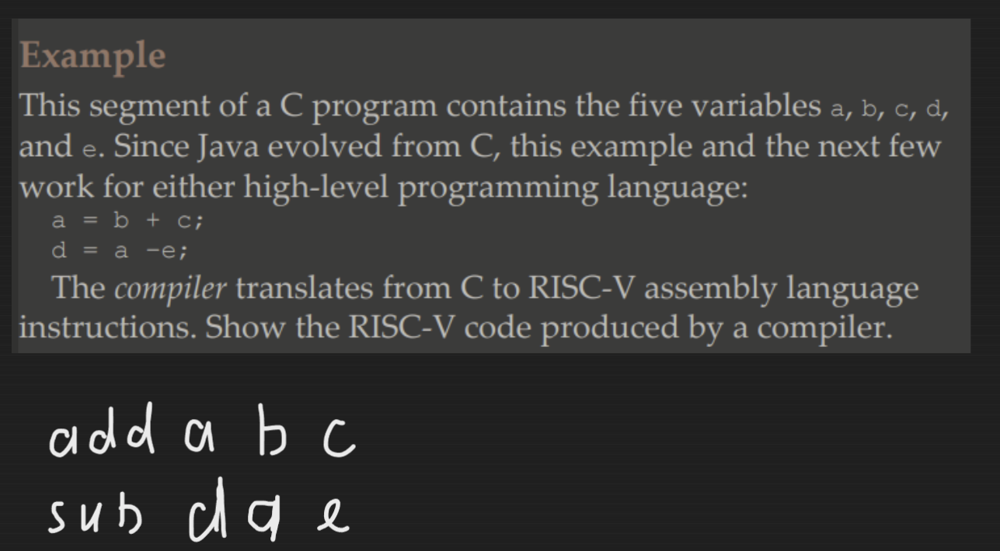 Example
This segment of a C program contains the five variables a, b, c, d,
and e. Since Java evolved from C, this example and the next few
work for either high-level programming language:
a = b + c;
d = a -e;
The compiler translates from C to RISC-V assembly language
instructions. Show the RISC-V code produced by a compiler.
add a b c
sub d a e